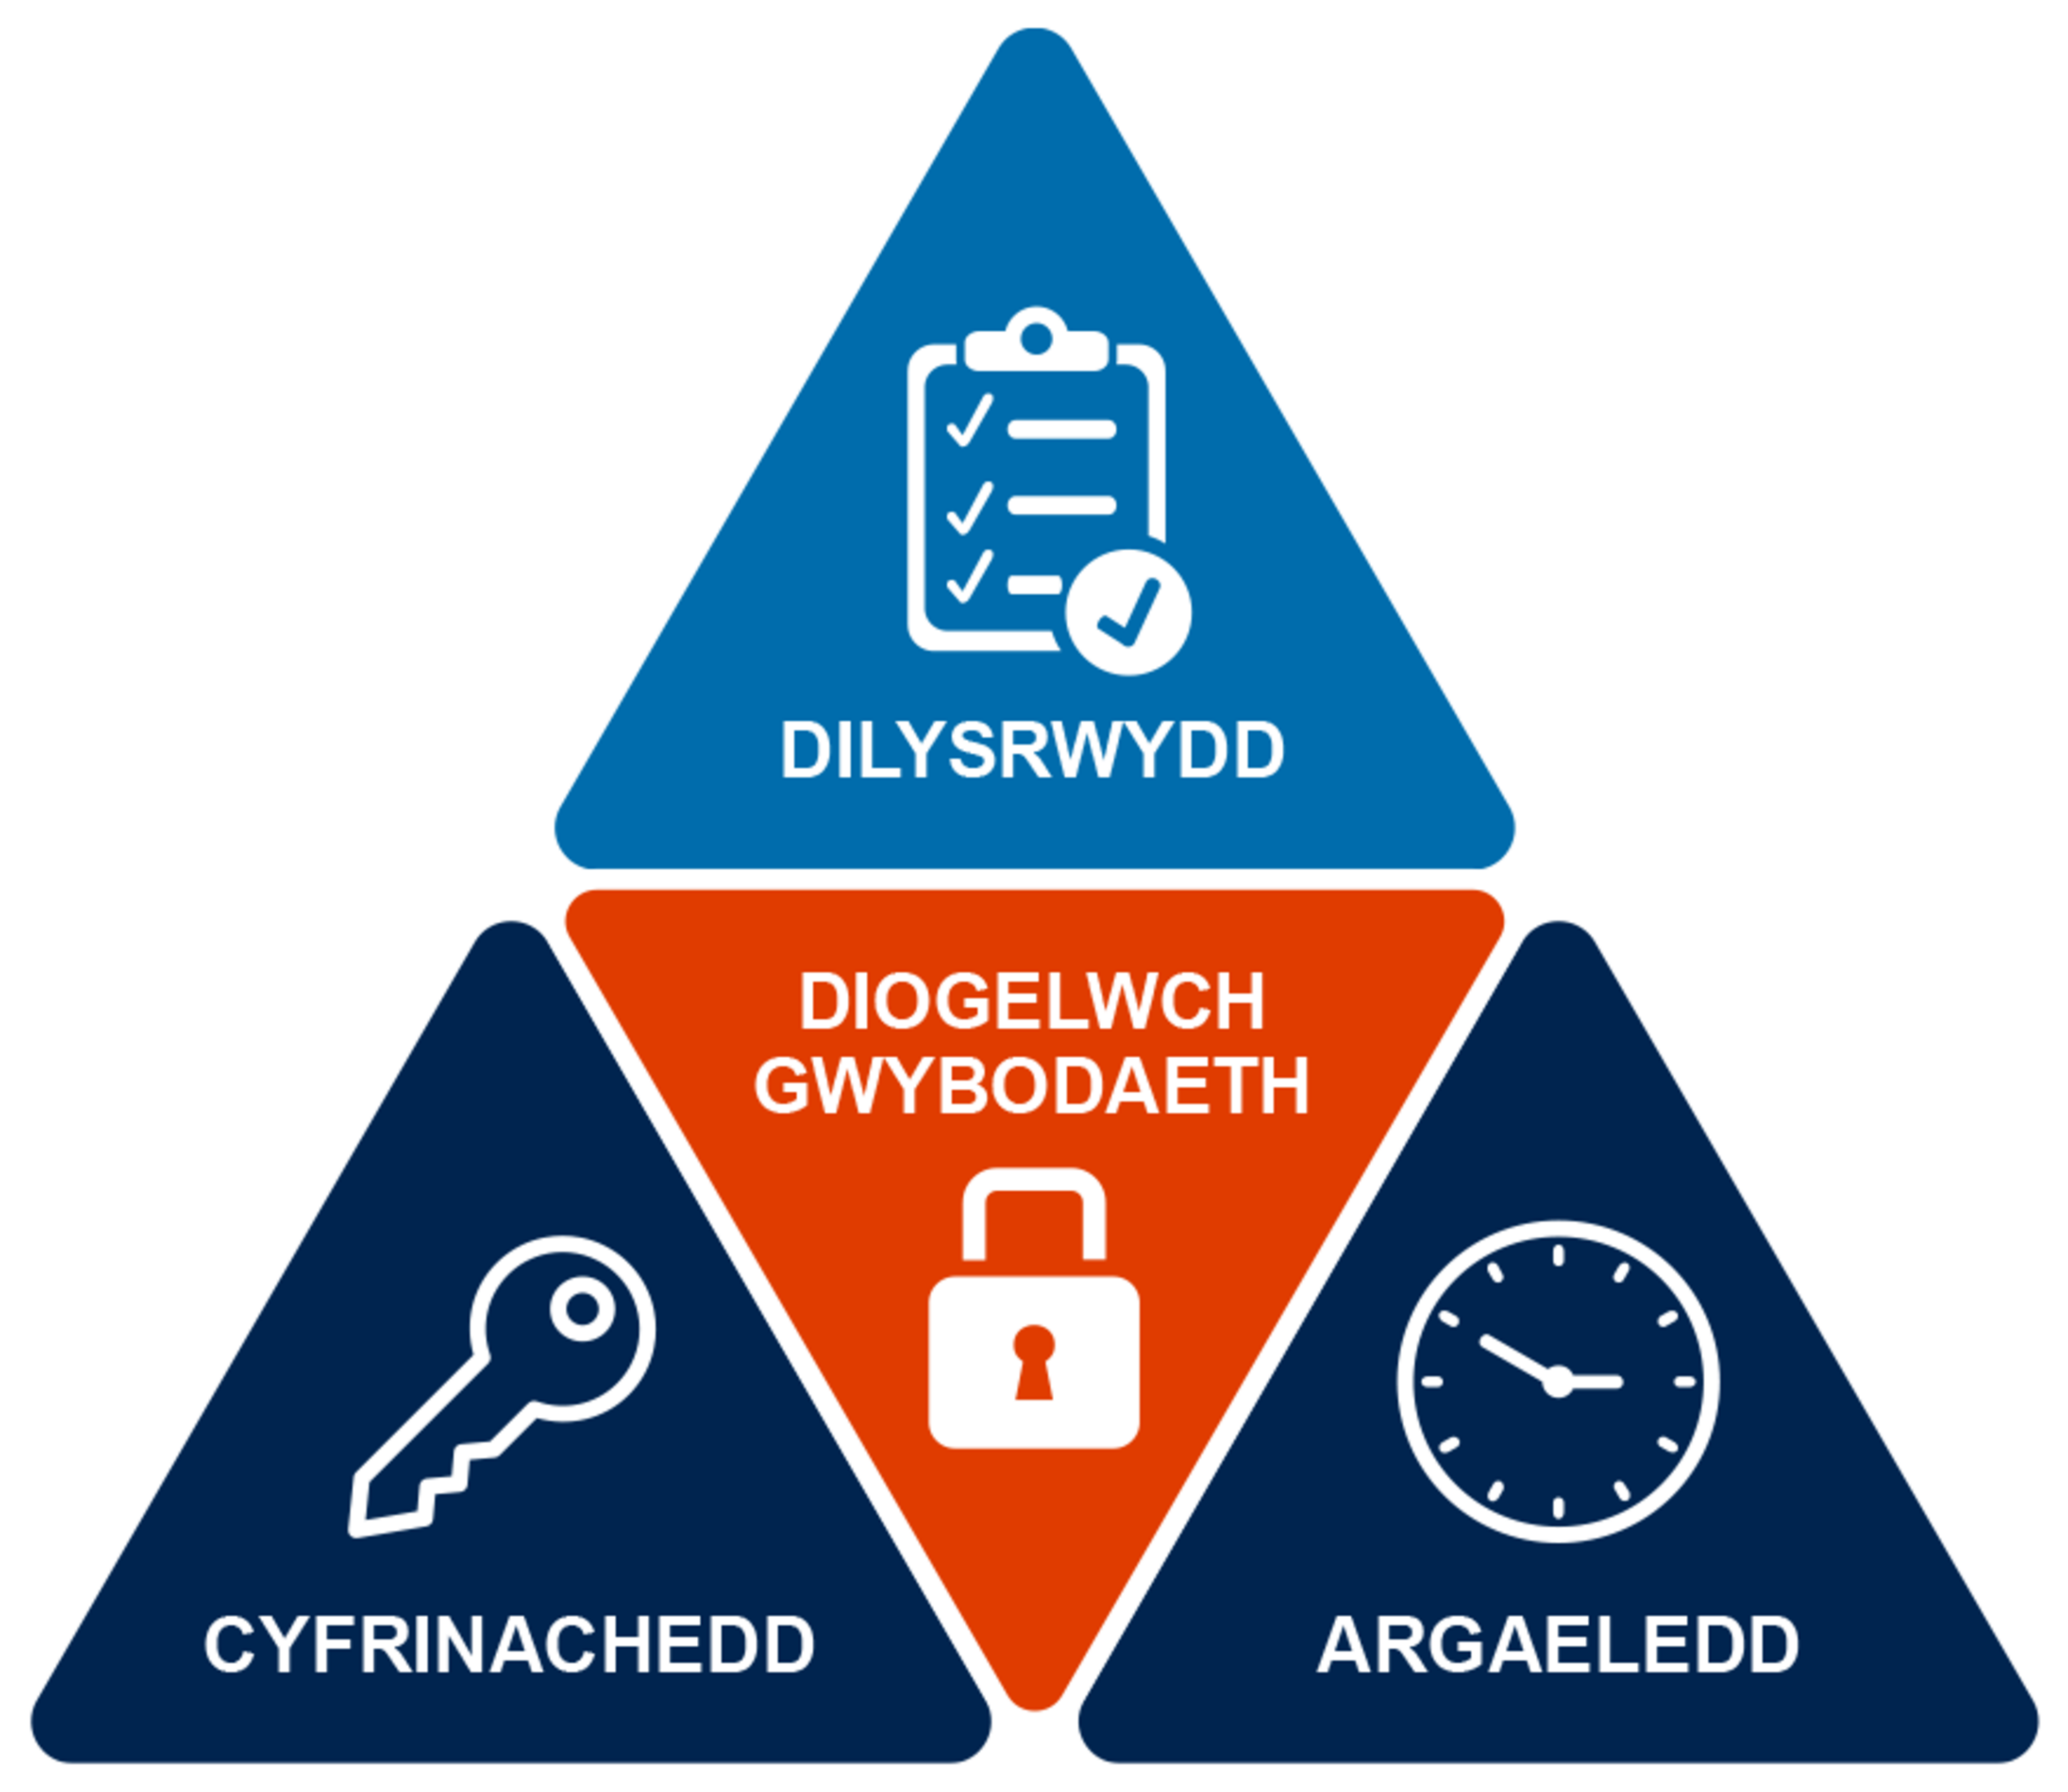 DILYSRWYDD
DIOGELWCH
GWYBODAETH
CYFRINACHEDD
ARGAELEDD